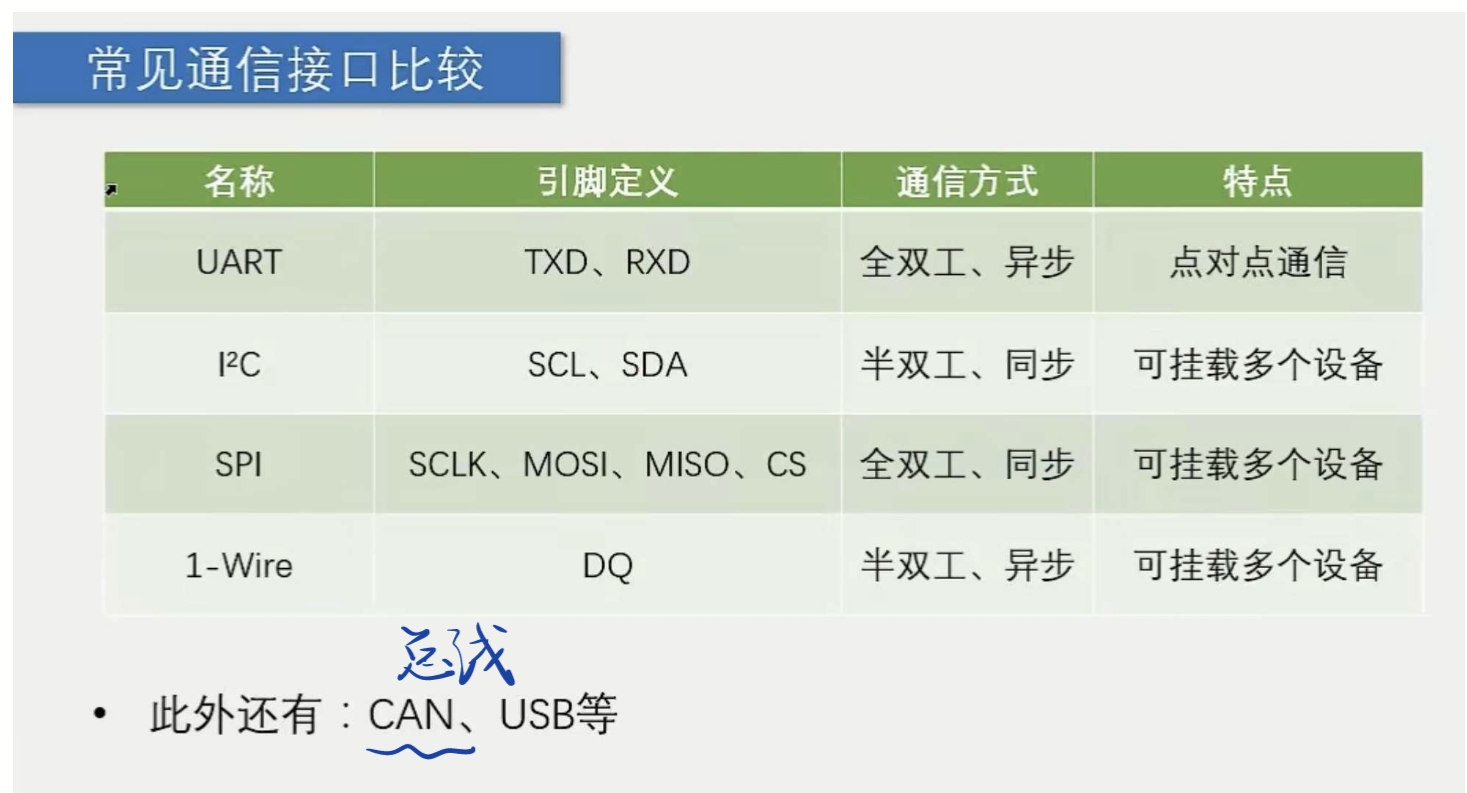 常见通信接口比较
名称 引脚定义 通信方式 特点
UART TXD、RXD 全双工、异步 点对点通信
I²C SCL、SDA 半双工、同步 可挂载多个设备
SPI SCLK、MOSI、MISO、CS 全双工、同步 可挂载多个设备
1-Wire DQ 半双工、异步 可挂载多个设备
总线
• 此外还有：CAN、USB等